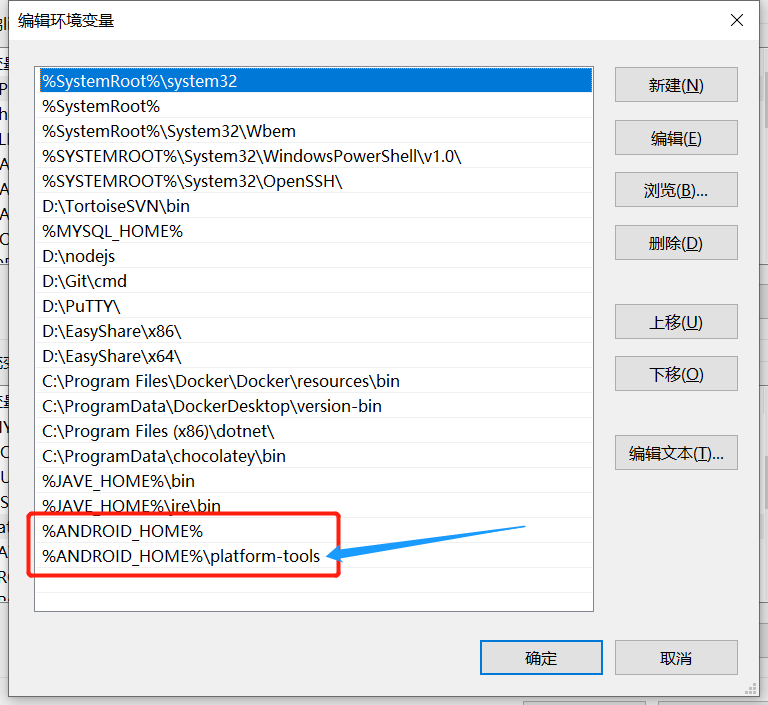 编辑环境变量
%SystemRoot%\system32
%SystemRoot%
%SystemRoot%\System32\Wbem
%SYSTEMROOT%\System32\WindowsPowerShell\v1.0\
%SYSTEMROOT%\System32\OpenSSH\
D:\TortoiseSVN\bin
%MYSQL_HOME%
D:\nodejs
D:\Git\cmd
D:\PuTTY\
D:\EasyShare\x86\
D:\EasyShare\x64\
C:\Program Files\Docker\Docker\resources\bin
C:\ProgramData\DockerDesktop\version-bin
C:\Program Files (x86)\dotnet\
C:\ProgramData\chocolatey\bin
%JAVE_HOME%\bin
%JAVE_HOME%\jre\bin
%ANDROID_HOME%
%ANDROID_HOME%\platform-tools
新建(N)
编辑(E)
浏览(B)...
删除(D)
上移(U)
下移(O)
编辑文本(T)...
确定
取消